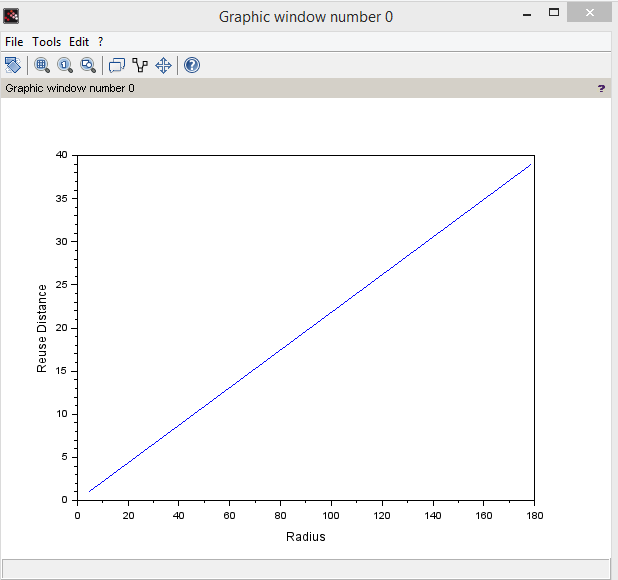 Graphic window number 0
File Tools Edit ?
Graphic window number 0 ?
40
35
30
25
20
15
10
5
0
Reuse Distance
0 20 40 60 80 100 120 140 160 180
Radius